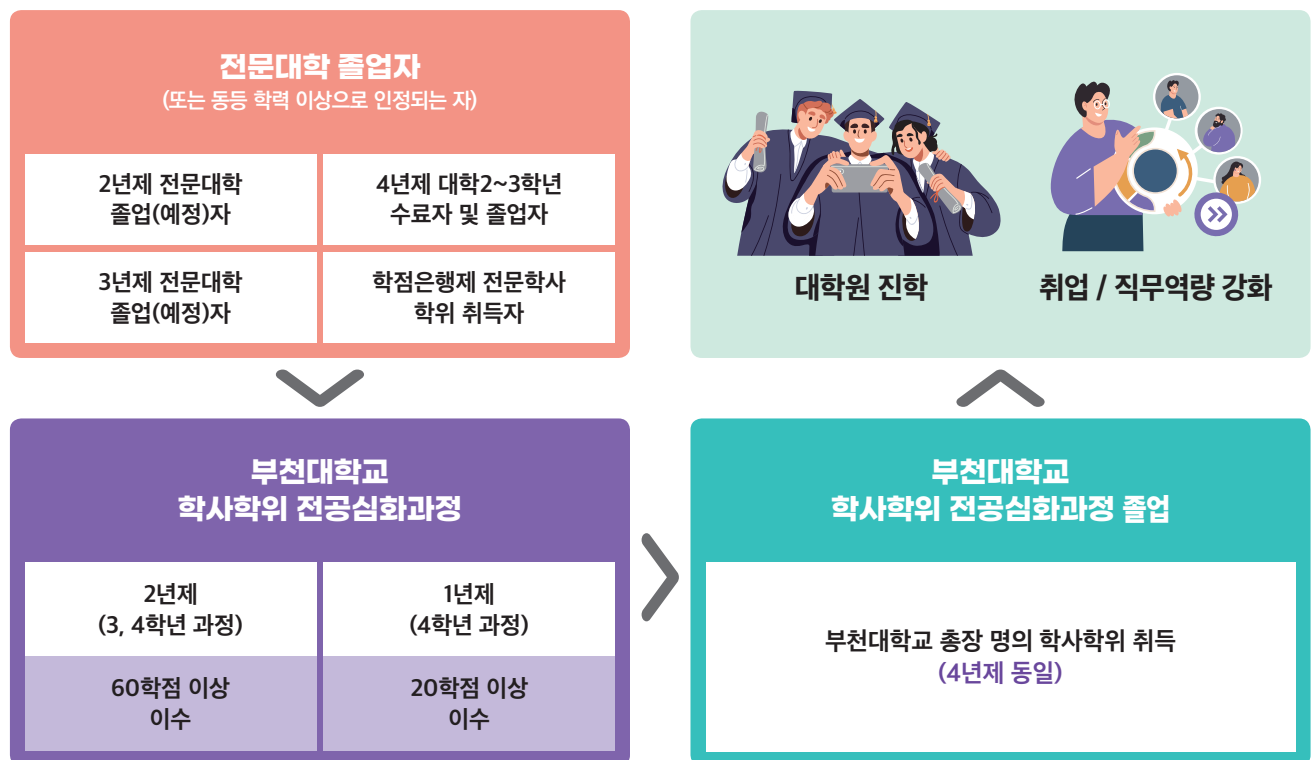 전문대학 졸업자
(또는 동등 학력 이상으로 인정되는 자)
2년제 전문대학
졸업(예정)자
4년제 대학2~3학년
수료자 및 졸업자
3년제 전문대학
졸업(예정)자
학점은행제 전문학사
학위 취득자
부천대학교
학사학위 전공심화과정
2년제
(3, 4학년 과정)
1년제
(4학년 과정)
60학점 이상
이수
20학점 이상
이수
부천대학교
학사학위 전공심화과정 졸업
부천대학교 총장 명의 학사학위 취득
(4년제 동일)
대학원 진학
취업 / 직무역량 강화